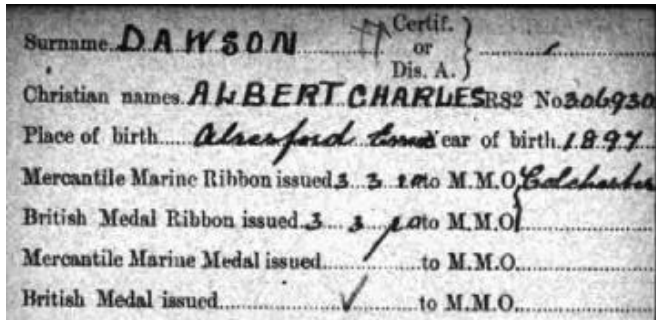 Certif.
Surname. DAWSON or
Dis. A.
Christian names. ALBERT CHARLES RS2 No 306930
Place of birth..... Alresford Year of birth. 1897
Mercantile Marine Ribbon issued 3 3 20 to M.M.O. Colchester
British Medal Ribbon issued. 3 3 20 to M.M.O.
Mercantile Marine Medal issued............to M.M.O.
British Medal issued............ ✓ ......to M.M.O.